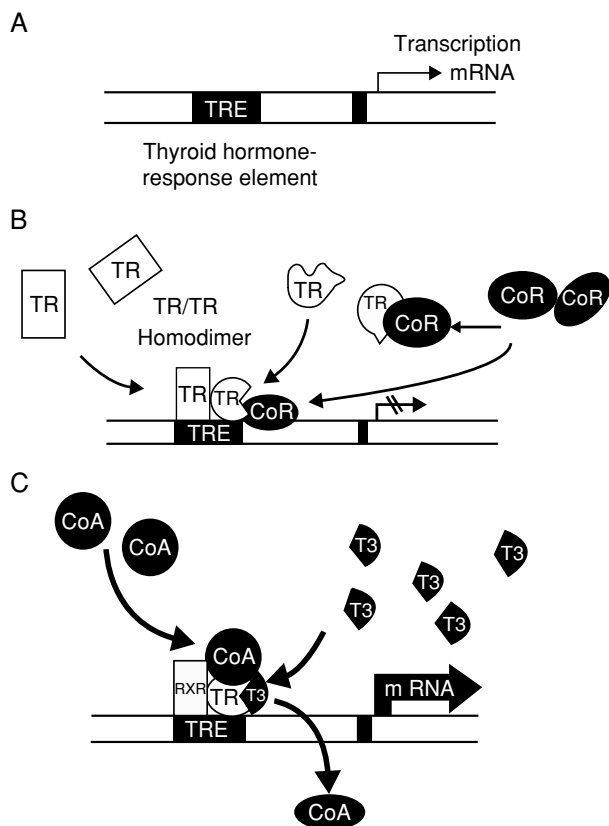 A
Transcription
mRNA
TRE
Thyroid hormone-
response element
B
TR
TR
TR/TR
Homodimer
TR
TR
CoR
CoR
CoR
TR
TR
CoR
TRE
C
CoA
CoA
T3
T3
T3
T3
T3
CoA
RXR
TR
T3
m RNA
TRE
CoA